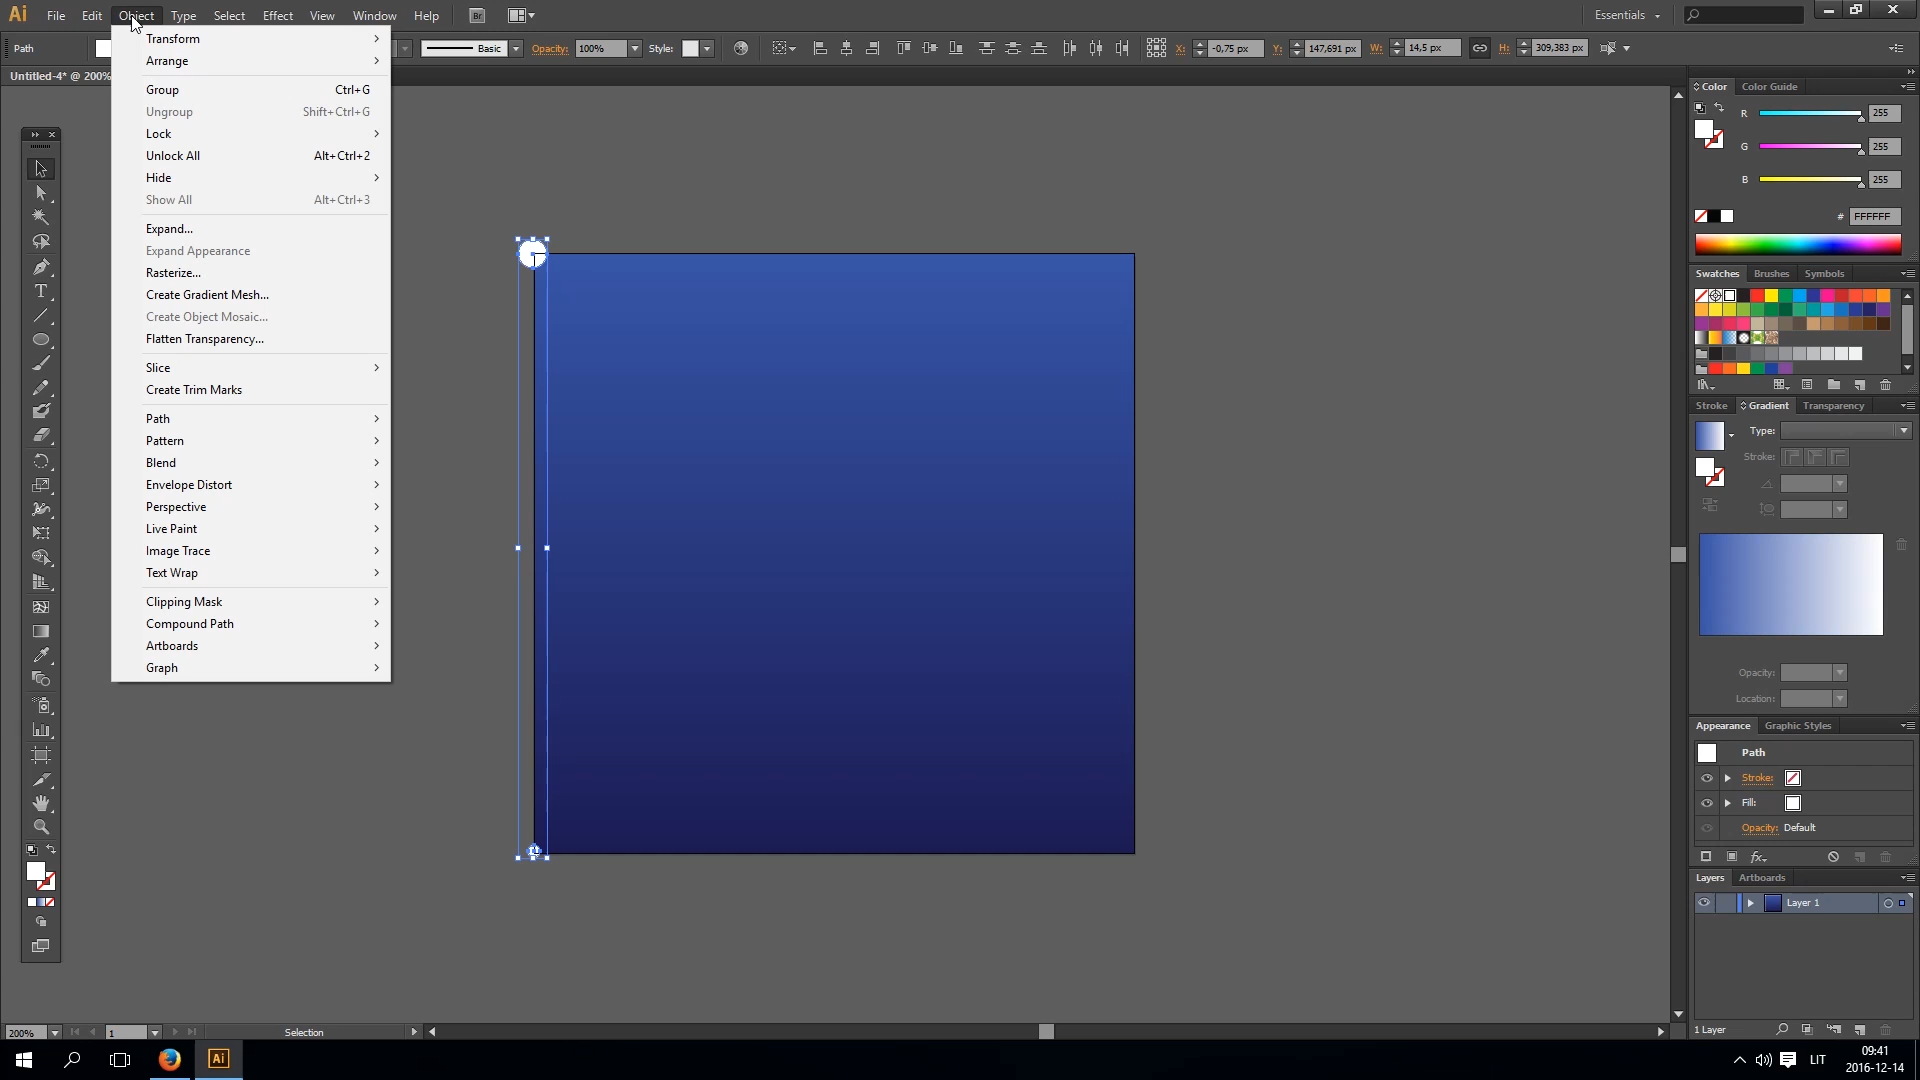 Ai File Edit Object Type Select Effect View Window Help Br Essentials
Path Basic Opacity: 100% Style: X: -0,75 px Y: 147,691 px W: 14,5 px H: 309,383 px
Untitled-4* @ 200%
Transform
Arrange
Group Ctrl+G
Ungroup Shift+Ctrl+G
Lock
Unlock All Alt+Ctrl+2
Hide
Show All Alt+Ctrl+3
Expand...
Expand Appearance
Rasterize...
Create Gradient Mesh...
Create Object Mosaic...
Flatten Transparency...
Slice
Create Trim Marks
Path
Pattern
Blend
Envelope Distort
Perspective
Live Paint
Image Trace
Text Wrap
Clipping Mask
Compound Path
Artboards
Graph
Color Color Guide
R 255
G 255
B 255
# FFFFFF
Swatches Brushes Symbols
Stroke Gradient Transparency
Type:
Stroke:
Opacity:
Location:
Appearance Graphic Styles
Path
Stroke:
Fill:
Opacity: Default
fx
Layers Artboards
Layer 1
1 Layer
200% 1 Selection
Ai LIT 09:41
2016-12-14